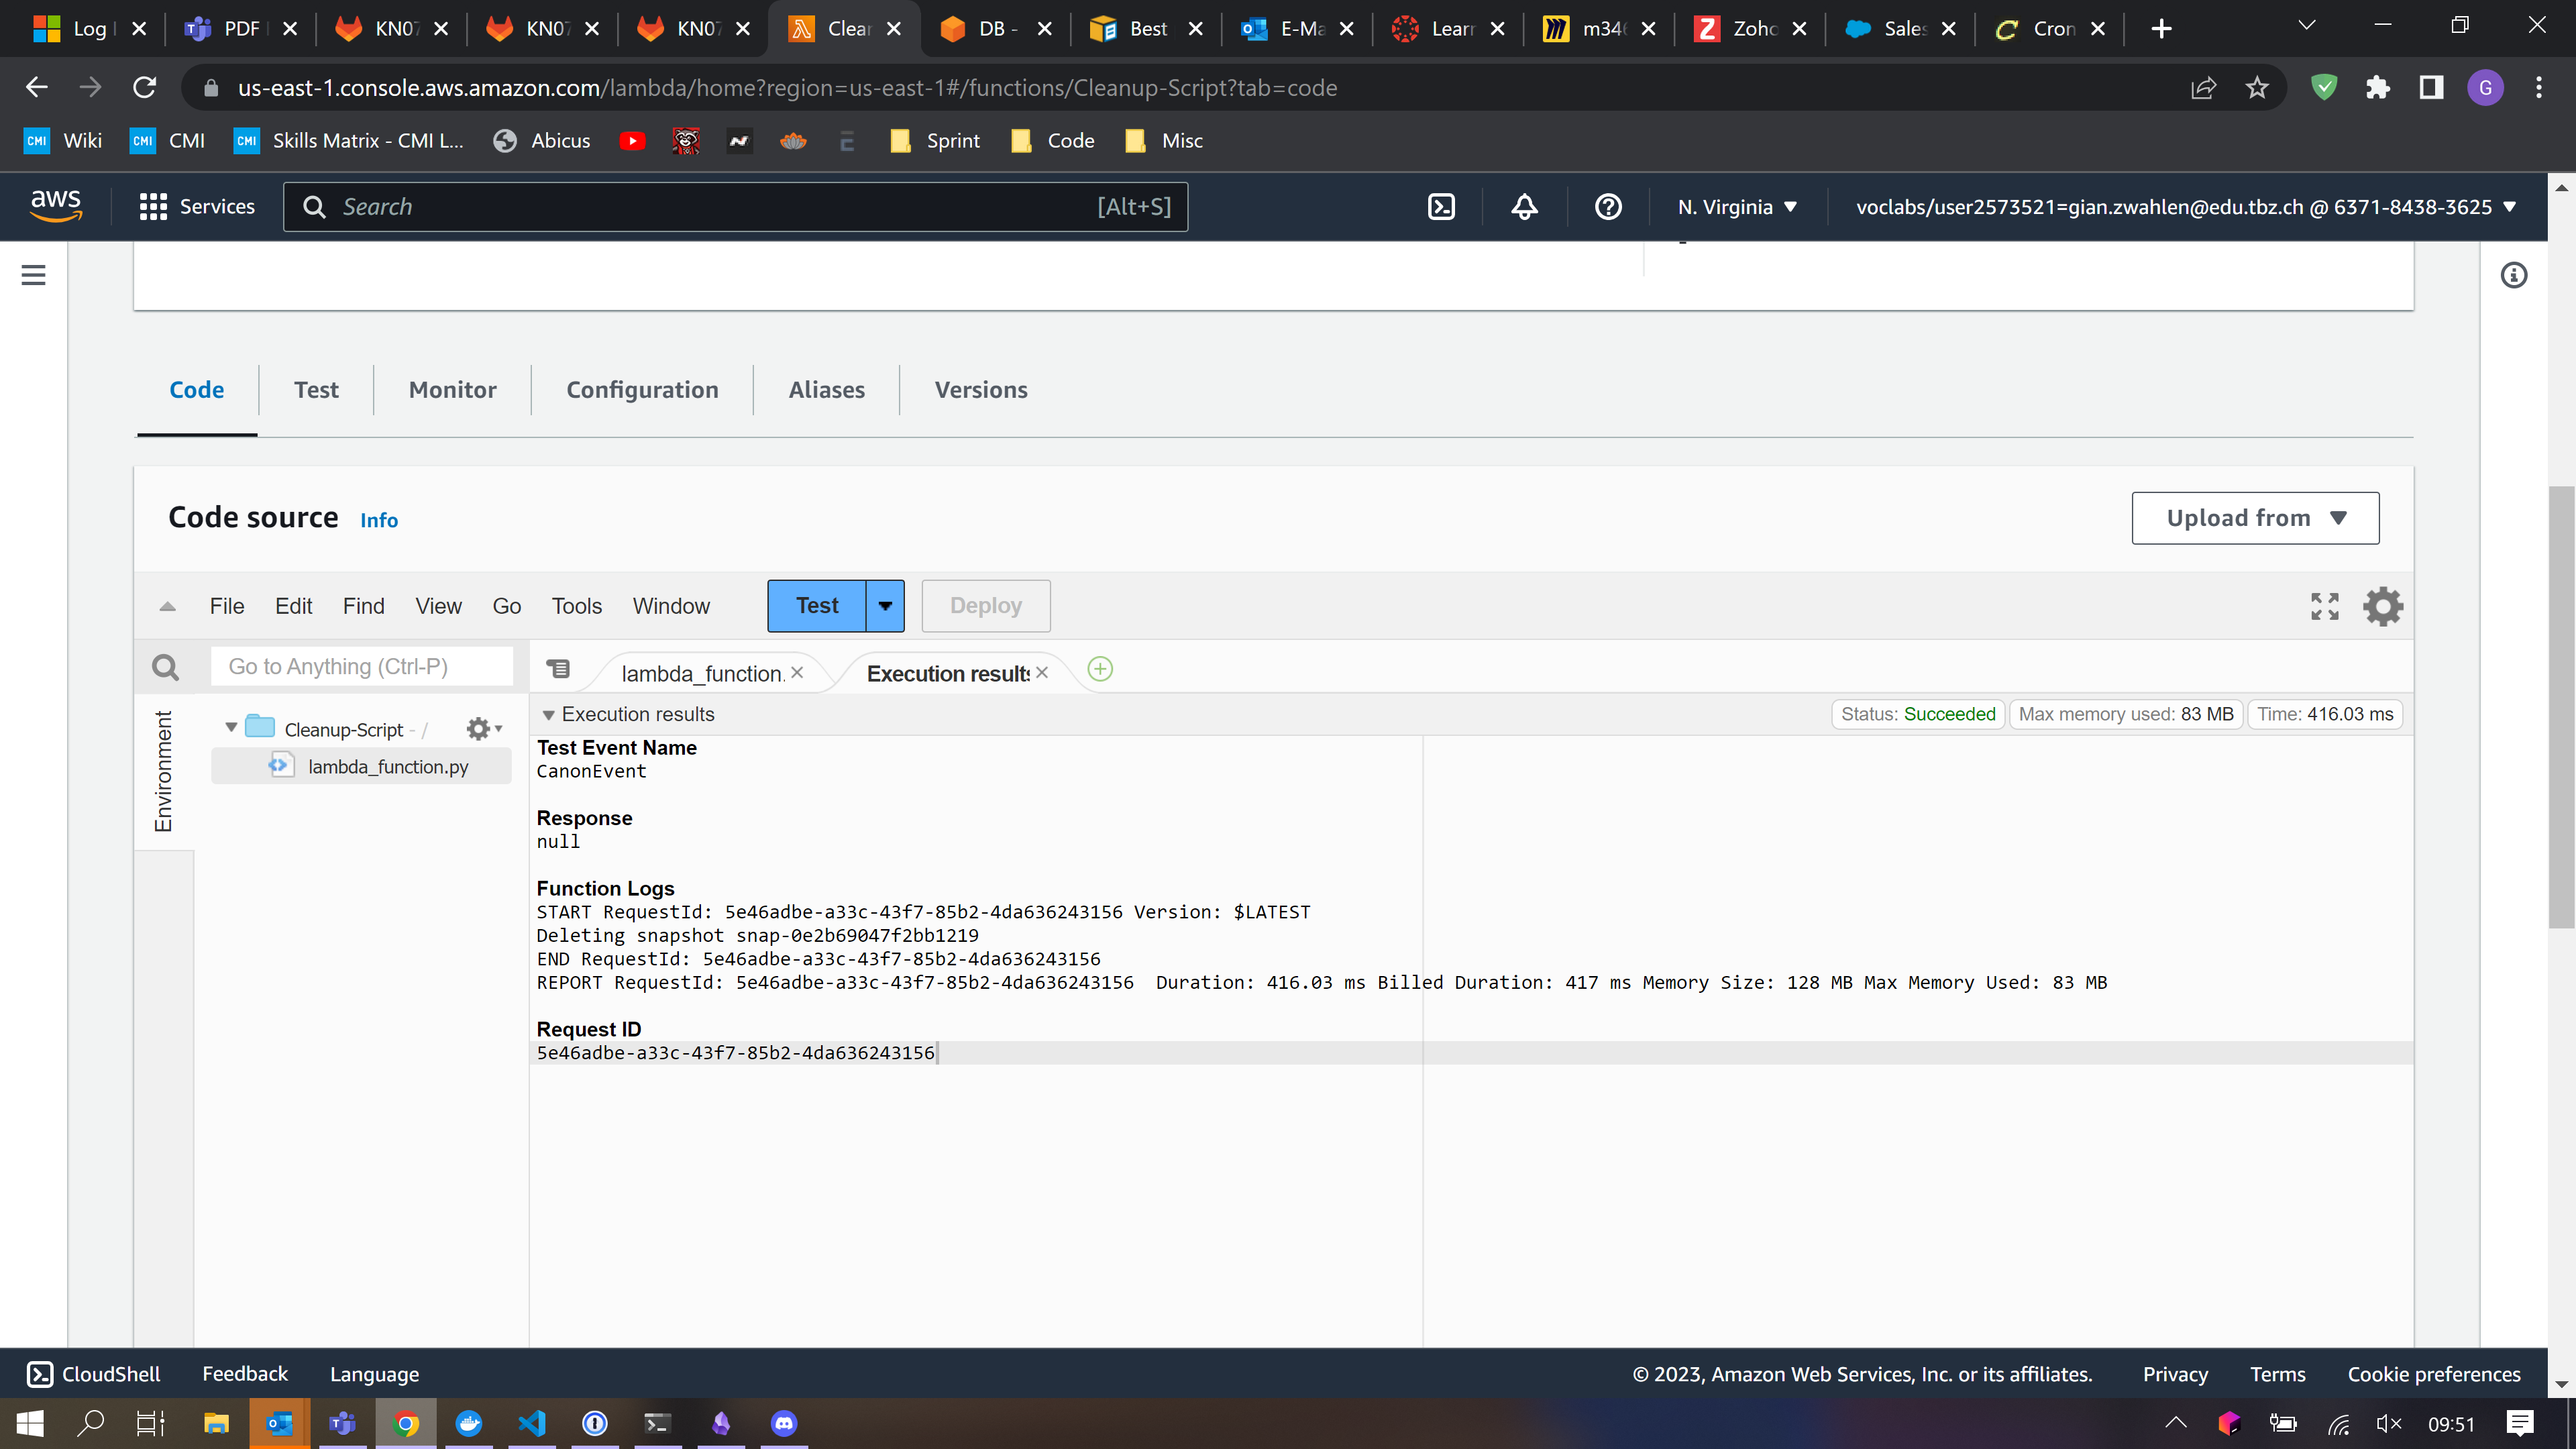 Log
PDF
KN07
KN07
KN07
Clear
DB -
Best
E-Ma
Learn
m346
Zoho
Sales
Cron
us-east-1.console.aws.amazon.com/lambda/home?region=us-east-1#/functions/Cleanup-Script?tab=code
G
CMI Wiki
CMI CMI
CMI Skills Matrix - CMI L...
Abicus
Sprint
Code
Misc
aws
Services
Search
[Alt+S]
N. Virginia
voclabs/user2573521=gian.zwahlen@edu.tbz.ch @ 6371-8438-3625
Code
Test
Monitor
Configuration
Aliases
Versions
Code source Info
Upload from
File Edit Find View Go Tools Window
Test
Deploy
Go to Anything (Ctrl-P)
lambda_function.
Execution results
Environment
Cleanup-Script - /
lambda_function.py
Execution results
Status: Succeeded
Max memory used: 83 MB
Time: 416.03 ms
Test Event Name
CanonEvent
Response
null
Function Logs
START RequestId: 5e46adbe-a33c-43f7-85b2-4da636243156 Version: $LATEST
Deleting snapshot snap-0e2b69047f2bb1219
END RequestId: 5e46adbe-a33c-43f7-85b2-4da636243156
REPORT RequestId: 5e46adbe-a33c-43f7-85b2-4da636243156 Duration: 416.03 ms Billed Duration: 417 ms Memory Size: 128 MB Max Memory Used: 83 MB
Request ID
5e46adbe-a33c-43f7-85b2-4da636243156
CloudShell
Feedback
Language
© 2023, Amazon Web Services, Inc. or its affiliates.
Privacy
Terms
Cookie preferences
09:51